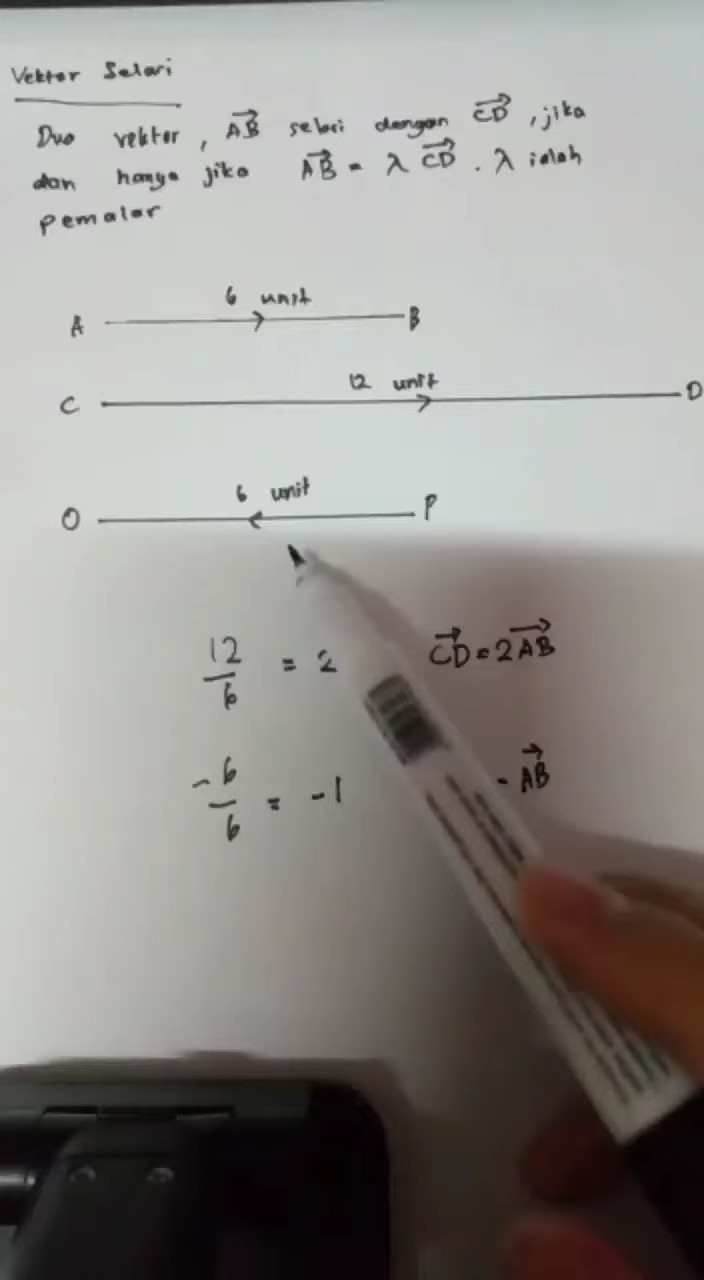 Vektor Selari
Dua vektor, AB selari dengan CD, jika
dan hanya jika AB = λ CD. λ ialah
pemalar
6 unit
A B
12 unit
C D
6 unit
O P
12/6 = 2 CD = 2AB
-6/6 = -1 - AB